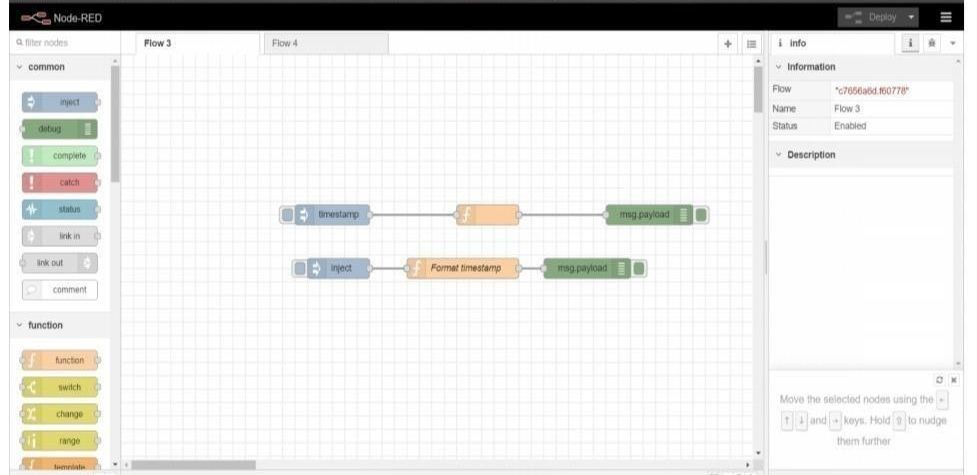 Node-RED
Deploy
filter nodes
Flow 3
Flow 4
i info
i
common
inject
debug
complete
catch
status
link in
link out
comment
function
function
switch
change
range
template
timestamp
f
msg.payload
inject
f
Format timestamp
msg.payload
Information
Flow "c7656a6d.f60778"
Name Flow 3
Status Enabled
Description
Move the selected nodes using the ←
↑ ↓ and → keys. Hold ⇧ to nudge
them further